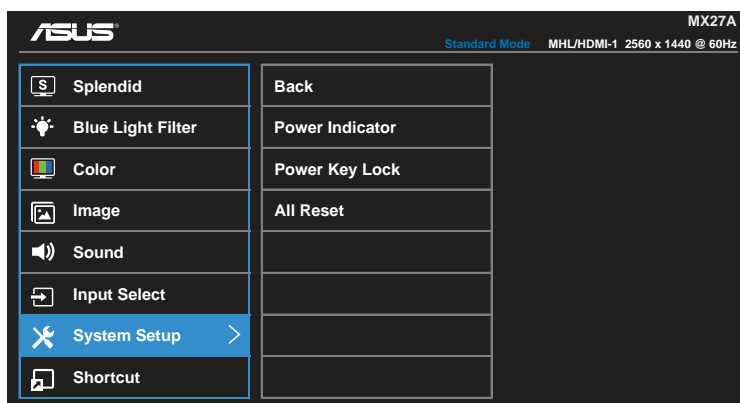 ASUS®
MX27A
Standard Mode MHL/HDMI-1 2560 x 1440 @ 60Hz
S Splendid
Blue Light Filter
Color
Image
Sound
Input Select
System Setup
Shortcut
Back
Power Indicator
Power Key Lock
All Reset